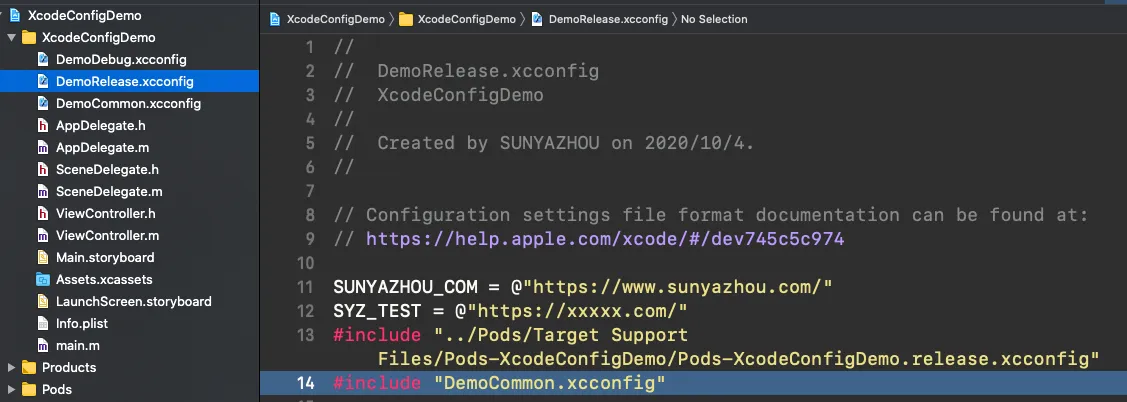 XcodeConfigDemo
XcodeConfigDemo
DemoDebug.xcconfig
DemoRelease.xcconfig
DemoCommon.xcconfig
AppDelegate.h
AppDelegate.m
SceneDelegate.h
SceneDelegate.m
ViewController.h
ViewController.m
Main.storyboard
Assets.xcassets
LaunchScreen.storyboard
Info.plist
main.m
Products
Pods
XcodeConfigDemo > XcodeConfigDemo > DemoRelease.xcconfig > No Selection
1 //
2 //  DemoRelease.xcconfig
3 //  XcodeConfigDemo
4 //
5 //  Created by SUNYAZHOU on 2020/10/4.
6 //
7
8 // Configuration settings file format documentation can be found at:
9 // https://help.apple.com/xcode/#/dev745c5c974
10
11 SUNYAZHOU_COM = @"https://www.sunyazhou.com/"
12 SYZ_TEST = @"https://xxxxx.com/"
13 #include "../Pods/Target Support
Files/Pods-XcodeConfigDemo/Pods-XcodeConfigDemo.release.xcconfig"
14 #include "DemoCommon.xcconfig"